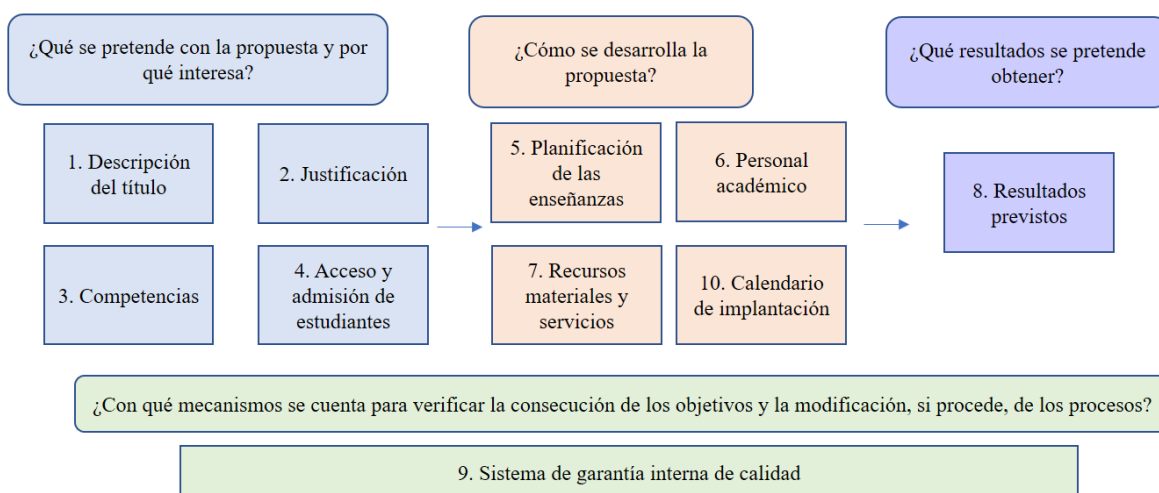 ¿Qué se pretende con la propuesta y por
qué interesa?
¿Cómo se desarrolla la
propuesta?
¿Qué resultados se pretende
obtener?
1. Descripción
del título
2. Justificación
5. Planificación
de las
enseñanzas
6. Personal
académico
8. Resultados
previstos
3. Competencias
4. Acceso y
admisión de
estudiantes
7. Recursos
materiales y
servicios
10. Calendario
de implantación
¿Con qué mecanismos se cuenta para verificar la consecución de los objetivos y la modificación, si procede, de los procesos?
9. Sistema de garantía interna de calidad